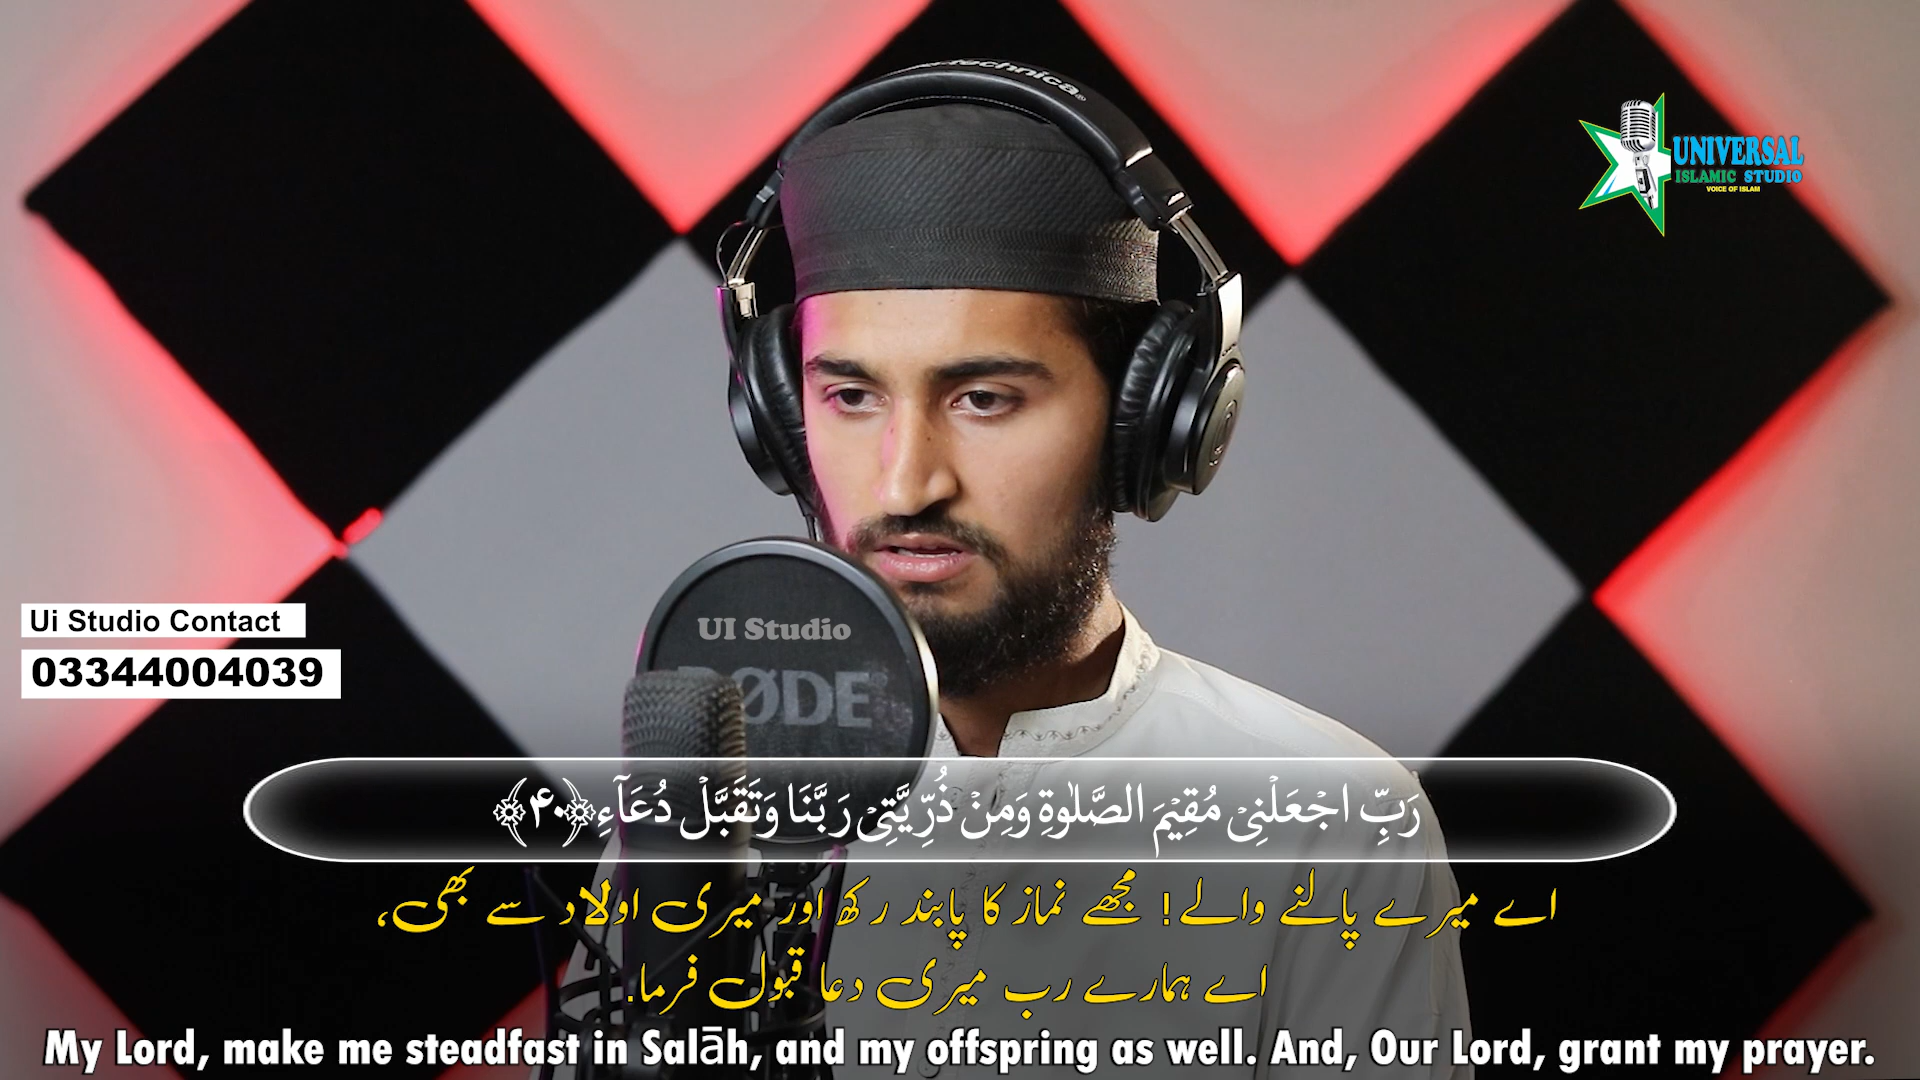 technica
UNIVERSAL
ISLAMIC STUDIO
VOICE OF ISLAM
Ui Studio Contact
03344004039
UI Studio
RØDE
رَبِّ اجْعَلْنِیْ مُقِیْمَ الصَّلٰوةِ وَمِنْ ذُرِّیَّتِیْ رَبَّنَا وَتَقَبَّلْ دُعَآءِ ﴿۴۰﴾
اے میرے پالنے والے! مجھے نماز کا پابند رکھ اور میری اولاد سے بھی،
اے ہمارے رب میری دعا قبول فرما.
My Lord, make me steadfast in Salāh, and my offspring as well. And, Our Lord, grant my prayer.